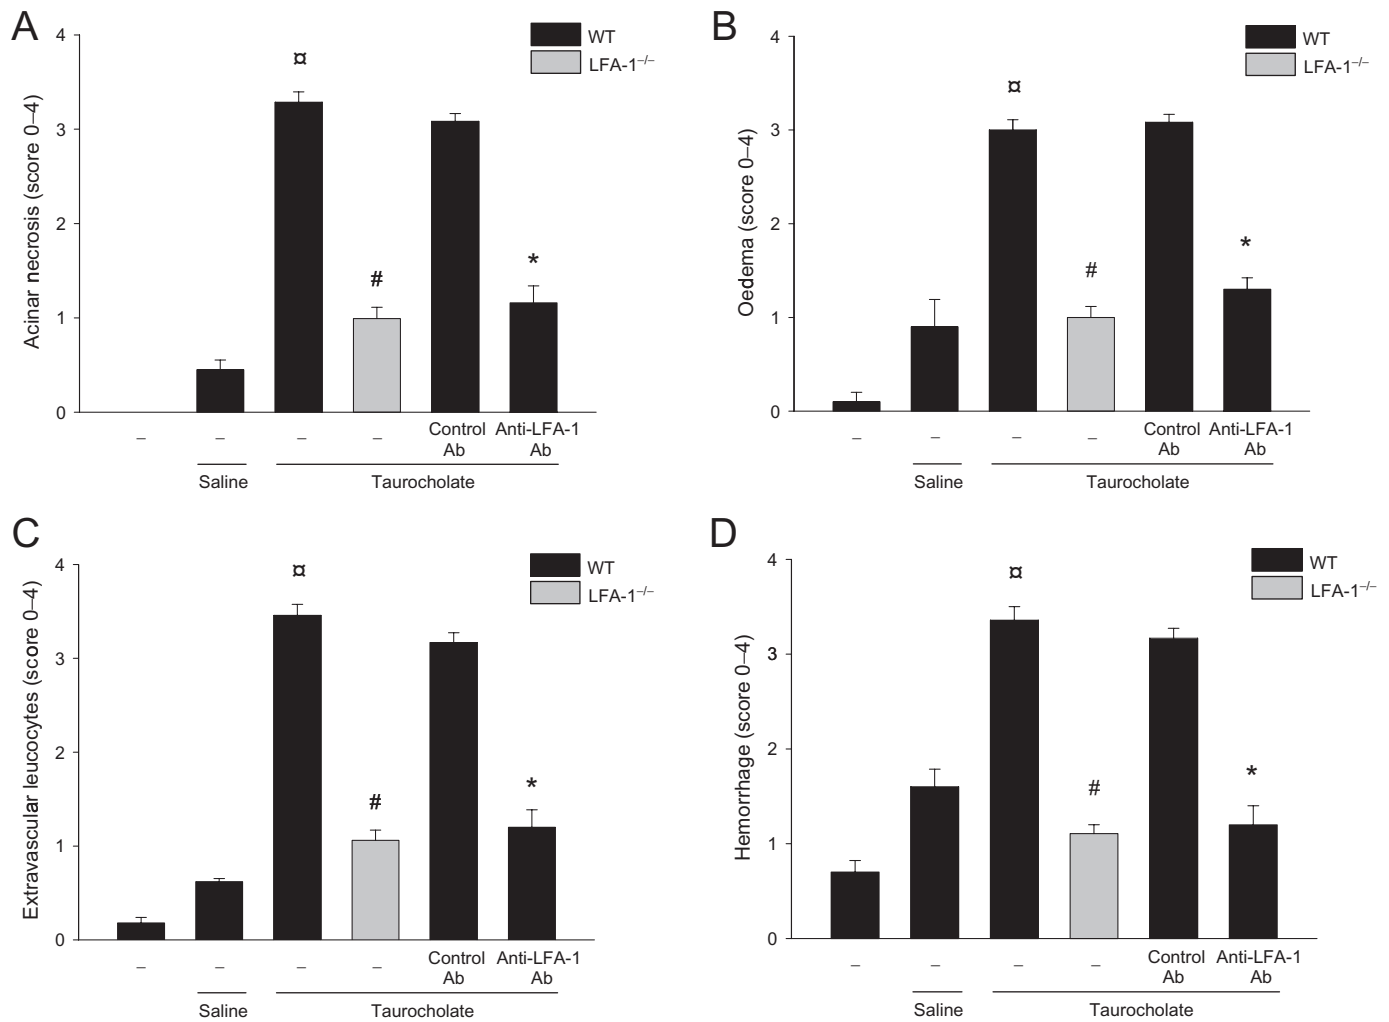 A
WT
LFA-1⁻/⁻
Acinar necrosis (score 0–4)
4
3
2
1
0
¤
#
*
– – – – Control Ab Anti-LFA-1 Ab
Saline Taurocholate
B
WT
LFA-1⁻/⁻
Oedema (score 0–4)
4
3
2
1
0
¤
#
*
– – – – Control Ab Anti-LFA-1 Ab
Saline Taurocholate
C
WT
LFA-1⁻/⁻
Extravascular leucocytes (score 0–4)
4
3
2
1
0
¤
#
*
– – – – Control Ab Anti-LFA-1 Ab
Saline Taurocholate
D
WT
LFA-1⁻/⁻
Hemorrhage (score 0–4)
4
3
2
1
0
¤
#
*
– – – – Control Ab Anti-LFA-1 Ab
Saline Taurocholate